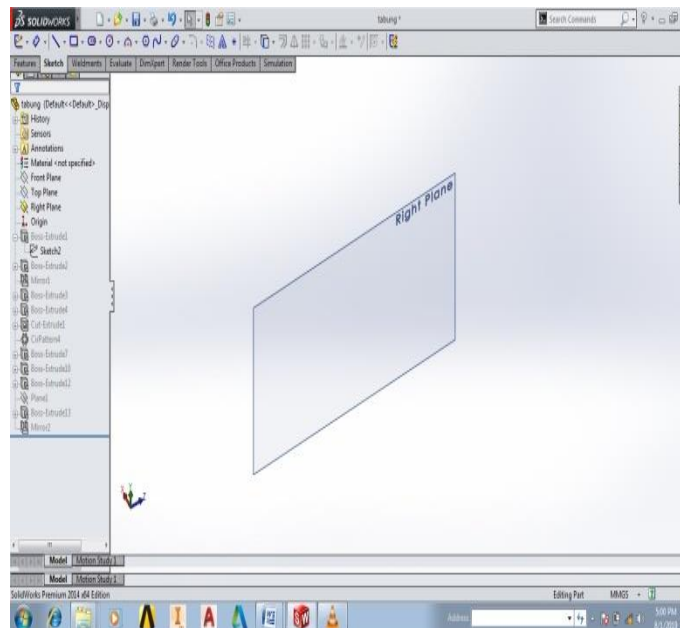 SOLIDWORKS
tabung *
Search Commands
Features Sketch Weldments Evaluate DimXpert Render Tools Office Products Simulation
tabung (Default<<Default>_Disp
History
Sensors
Annotations
Material <not specified>
Front Plane
Top Plane
Right Plane
Origin
Boss-Extrude1
Sketch2
Boss-Extrude2
Mirror1
Boss-Extrude3
Boss-Extrude4
Cut-Extrude1
CirPattern4
Boss-Extrude7
Boss-Extrude10
Boss-Extrude12
Plane1
Boss-Extrude13
Mirror2
Right Plane
Model Motion Study 1
Model Motion Study 1
SolidWorks Premium 2014 x64 Edition
Editing Part MMGS
Address
5:00 PM